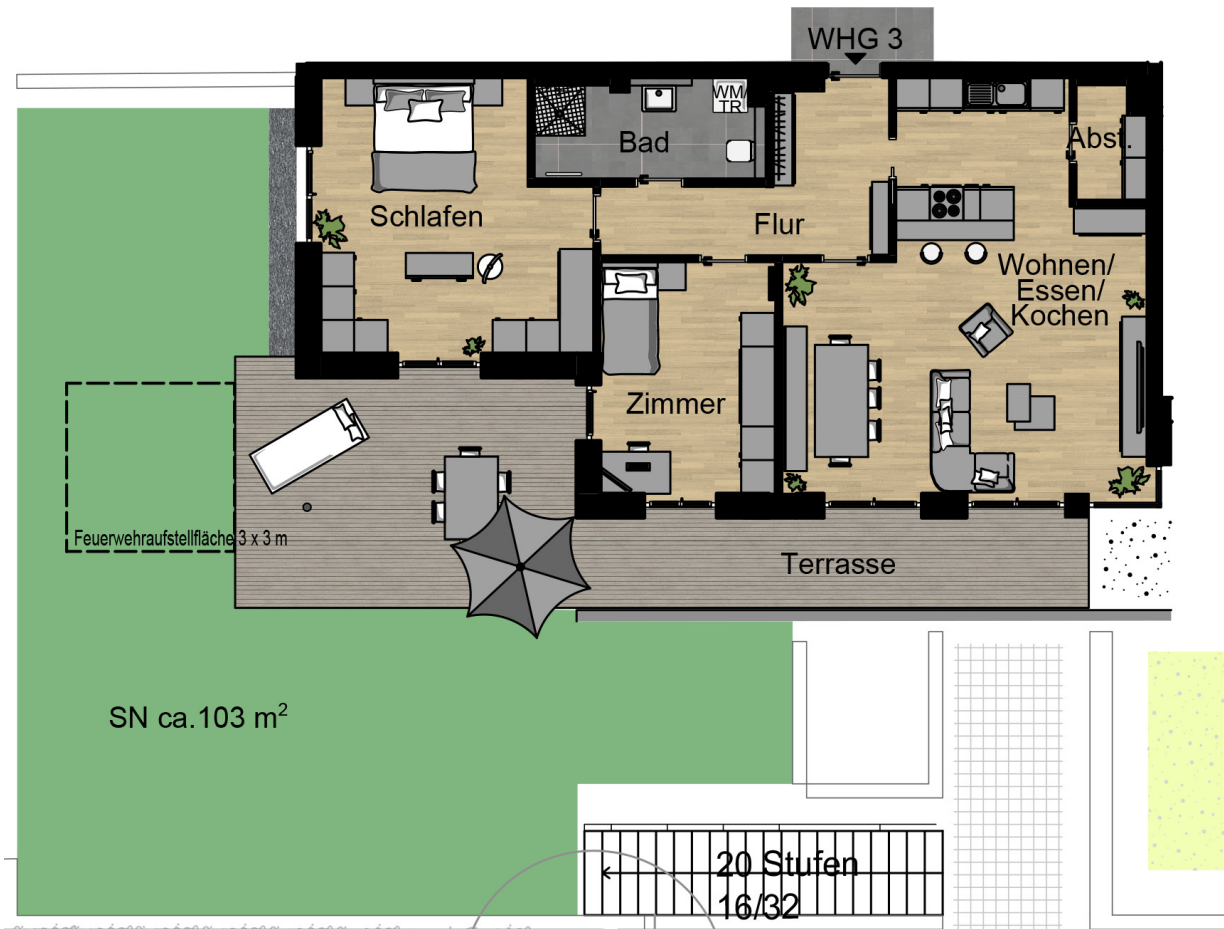 WHG 3
WM/
TR
Bad
Abst.
Schlafen
Flur
Wohnen/
Essen/
Kochen
Zimmer
Feuerwehraufstellfläche 3 x 3 m
Terrasse
SN ca.103 m²
20 Stufen
16/32